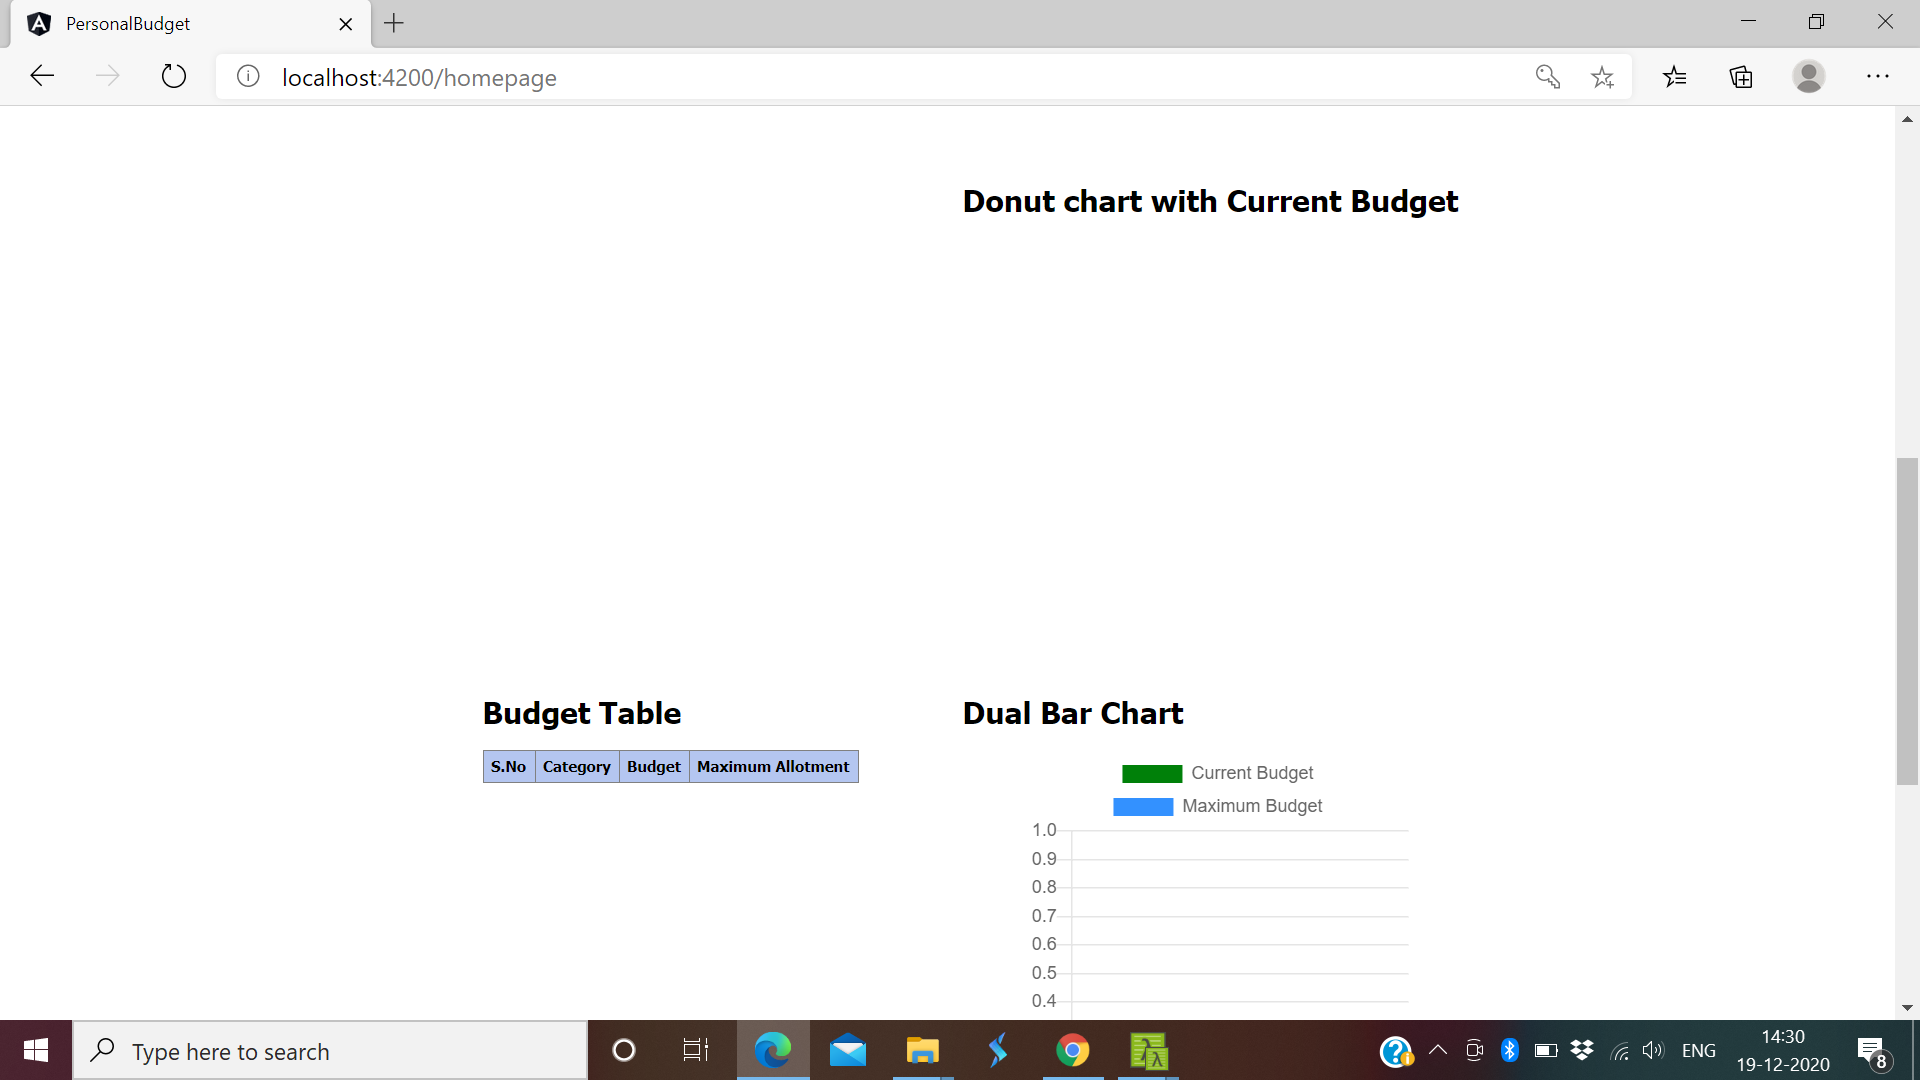 PersonalBudget
localhost:4200/homepage
Donut chart with Current Budget
Budget Table
S.No Category Budget Maximum Allotment
Dual Bar Chart
Current Budget
Maximum Budget
1.0
0.9
0.8
0.7
0.6
0.5
0.4
Type here to search
ENG
14:30
19-12-2020
8